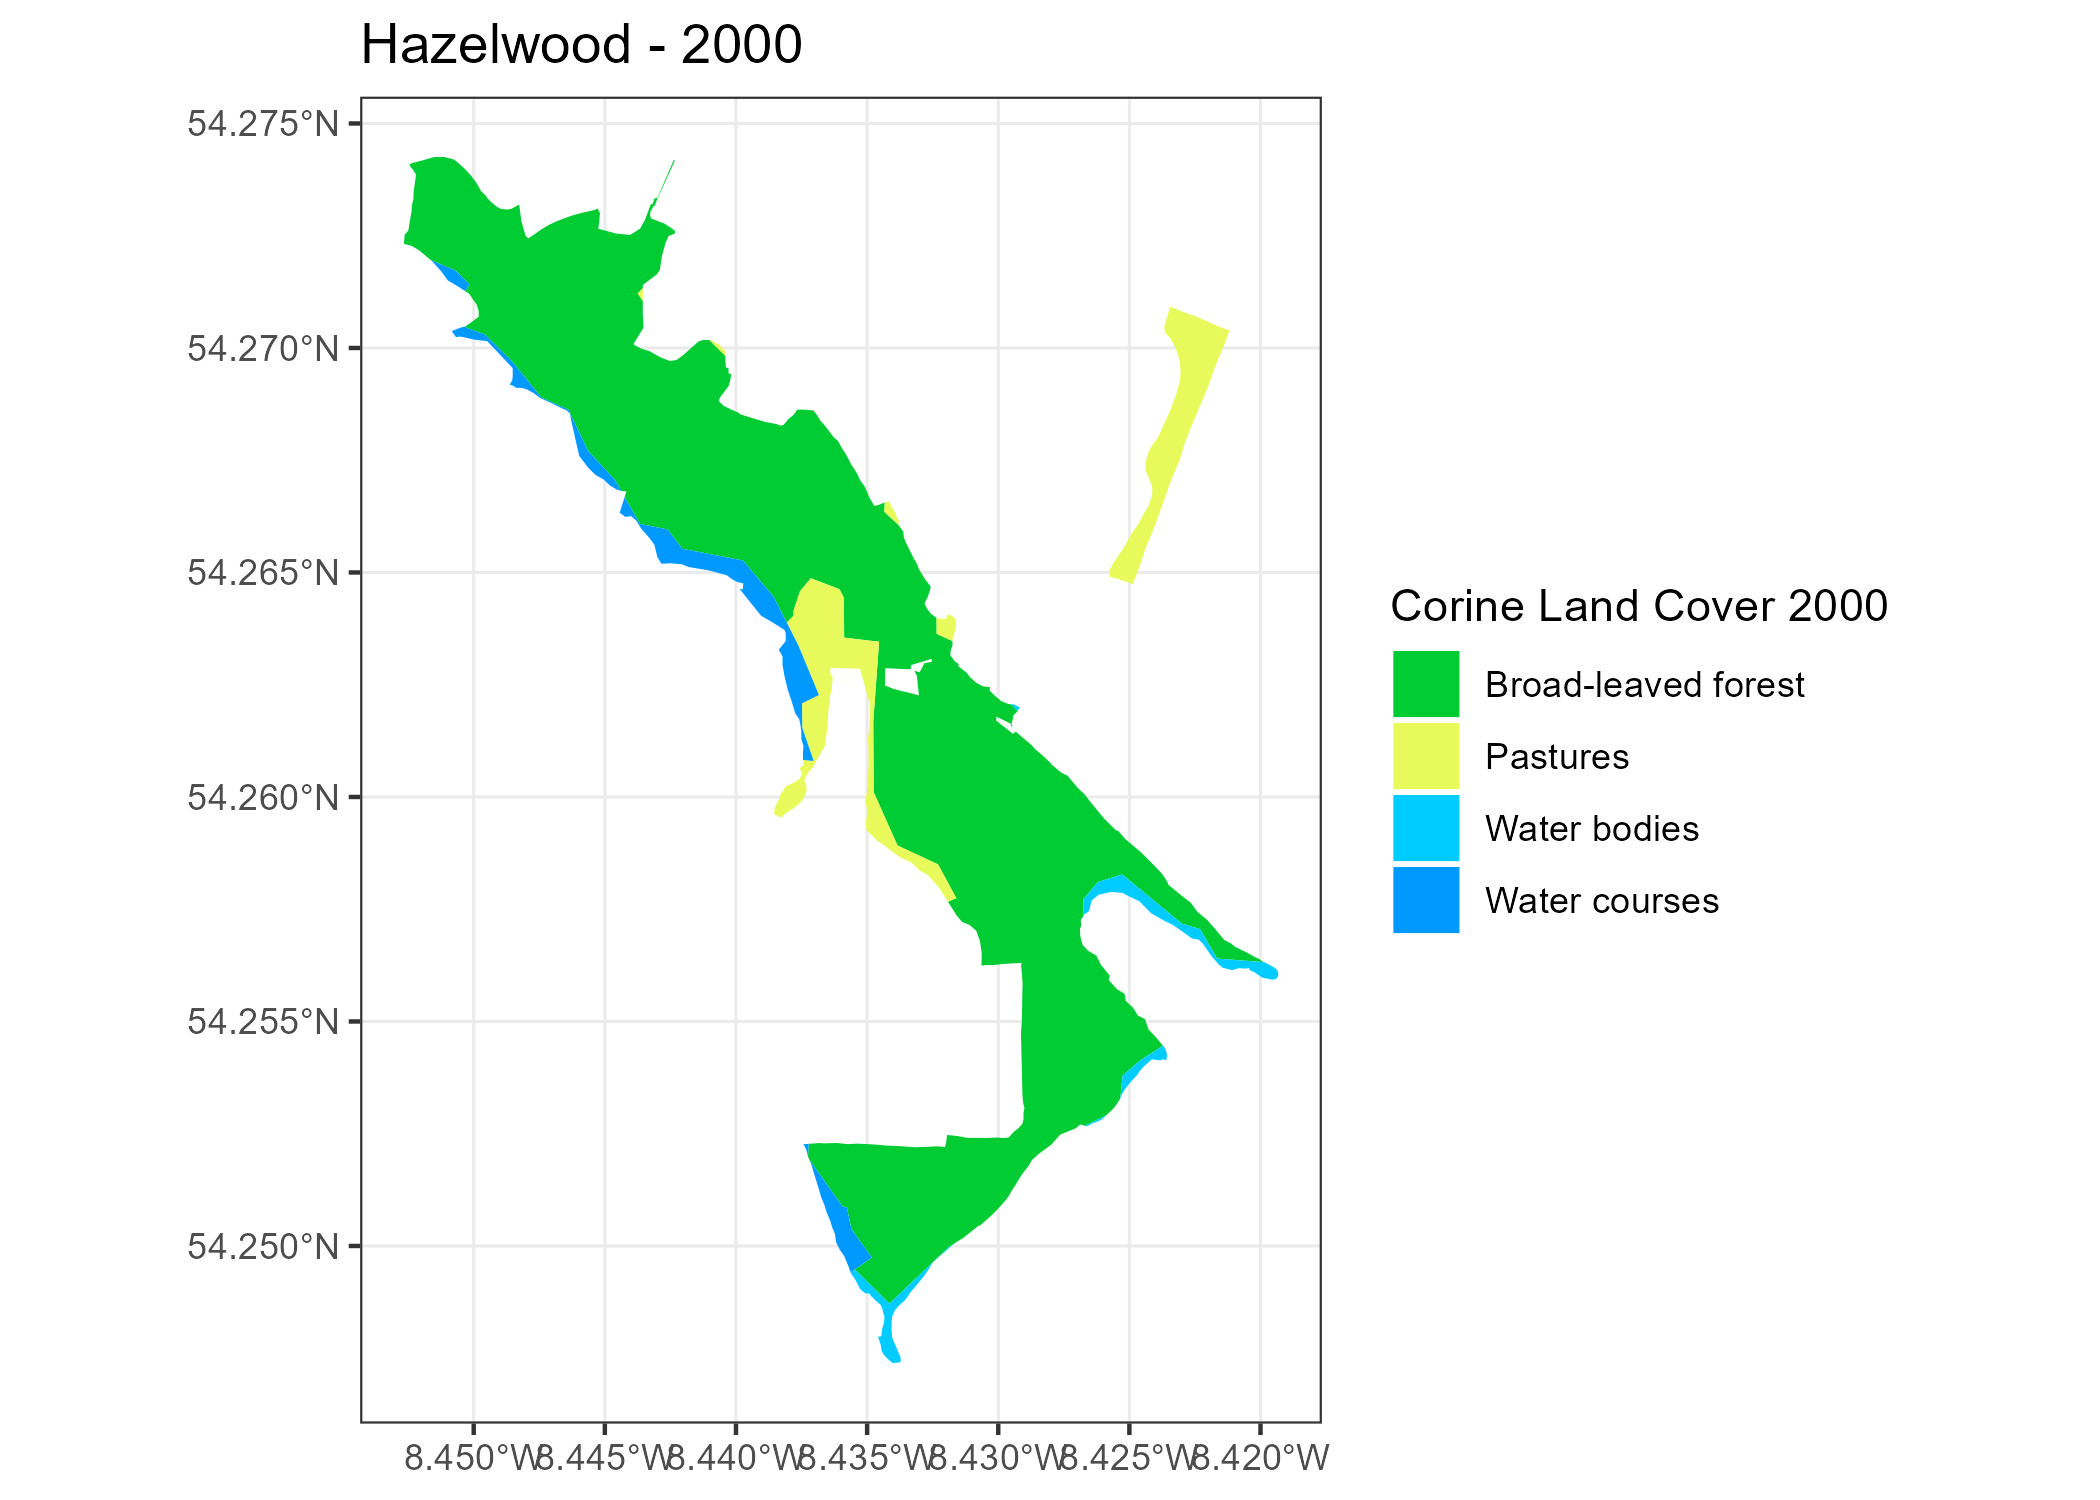 Hazelwood - 2000
54.275°N
54.270°N
54.265°N
54.260°N
54.255°N
54.250°N
8.450°W 8.445°W 8.440°W 8.435°W 8.430°W 8.425°W 8.420°W
Corine Land Cover 2000
Broad-leaved forest
Pastures
Water bodies
Water courses